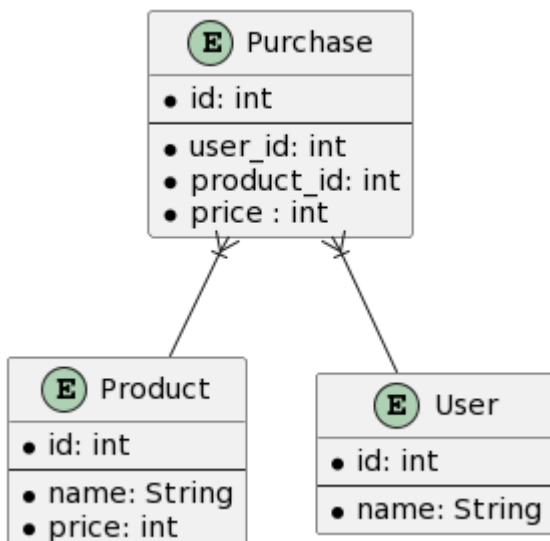 E Purchase
id: int
user_id: int
product_id: int
price : int
E Product
id: int
name: String
price: int
E User
id: int
name: String